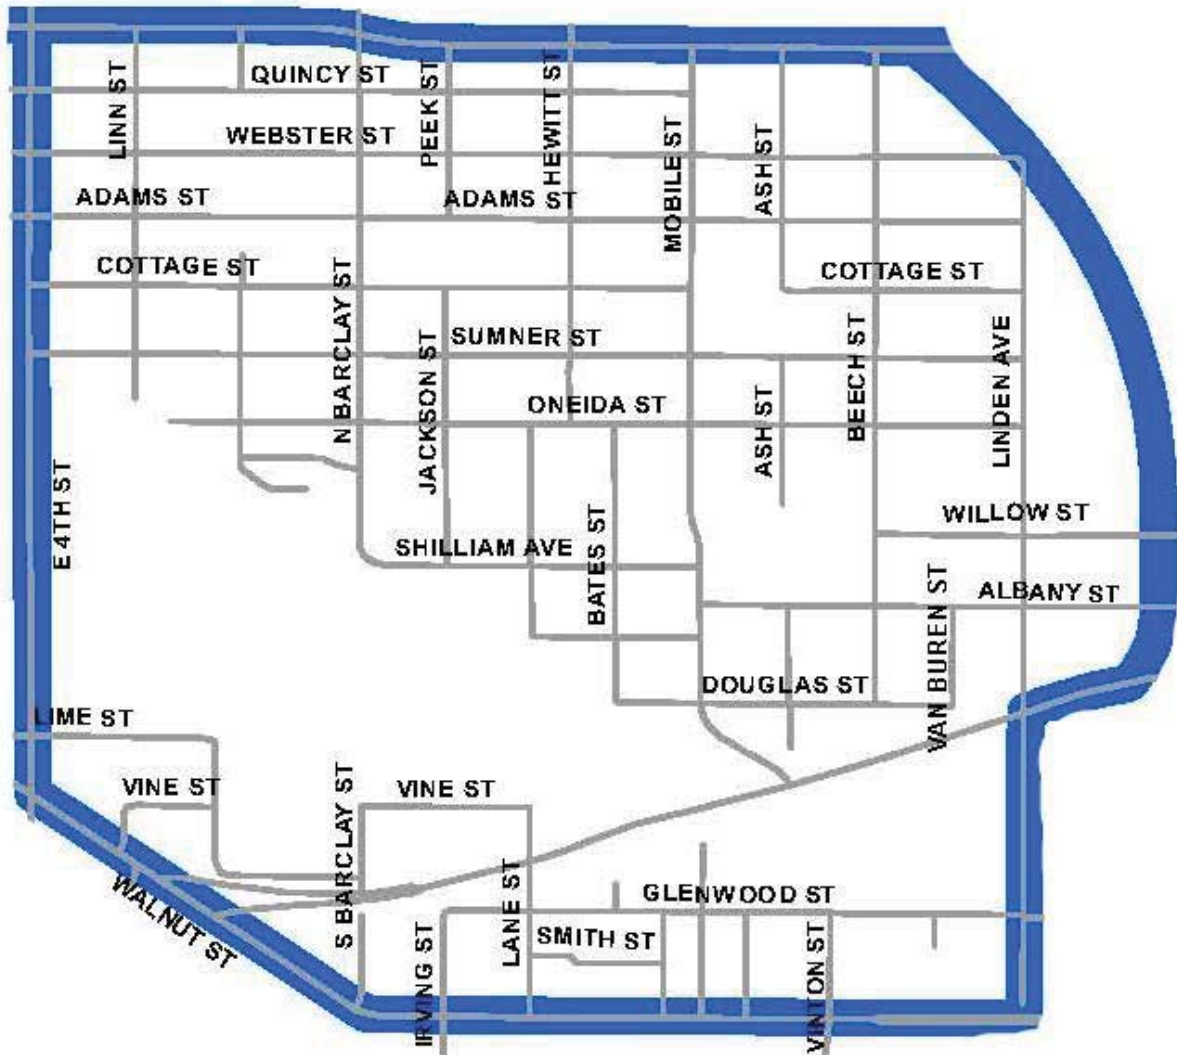 QUINCY ST
LINN ST
PEEK ST
HEWITT ST
WEBSTER ST
MOBILE ST
ASH ST
ADAMS ST
ADAMS ST
COTTAGE ST
COTTAGE ST
N BARCLAY ST
SUMNER ST
JACKSON ST
BEECH ST
LINDEN AVE
ONEIDA ST
ASH ST
E 4TH ST
WILLOW ST
SHILLIAM AVE
BATES ST
ALBANY ST
VAN BUREN ST
DOUGLAS ST
LIME ST
VINE ST
VINE ST
S BARCLAY ST
WALNUT ST
LANE ST
GLENWOOD ST
IRVING ST
SMITH ST
VINTON ST